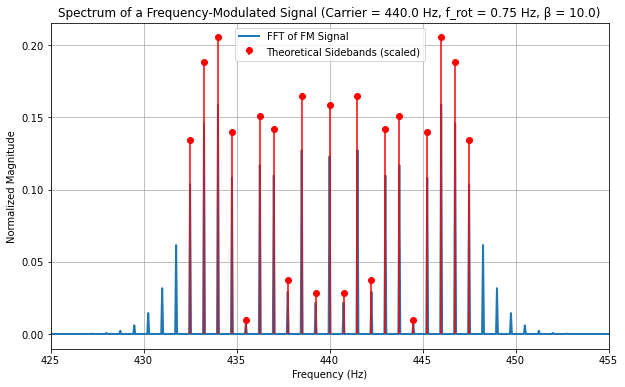 Spectrum of a Frequency-Modulated Signal (Carrier = 440.0 Hz, f_rot = 0.75 Hz, β = 10.0)
FFT of FM Signal
Theoretical Sidebands (scaled)
Normalized Magnitude
0.20
0.15
0.10
0.05
0.00
425 430 435 440 445 450 455
Frequency (Hz)